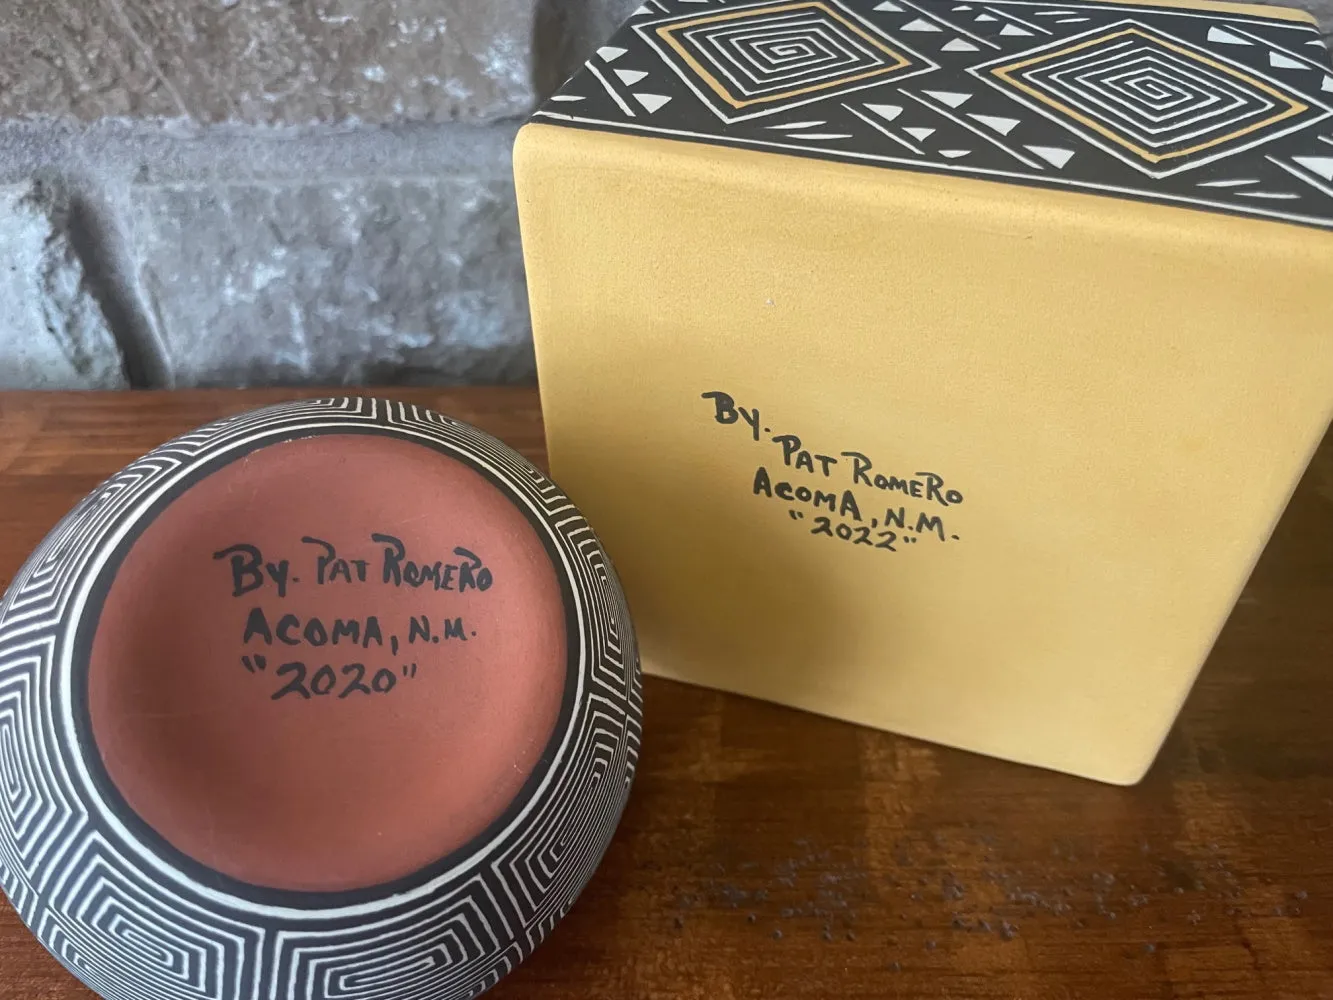 By. Pat Romero
Acoma, N.M.
"2020"
By. Pat Romero
Acoma, N.M.
"2022"